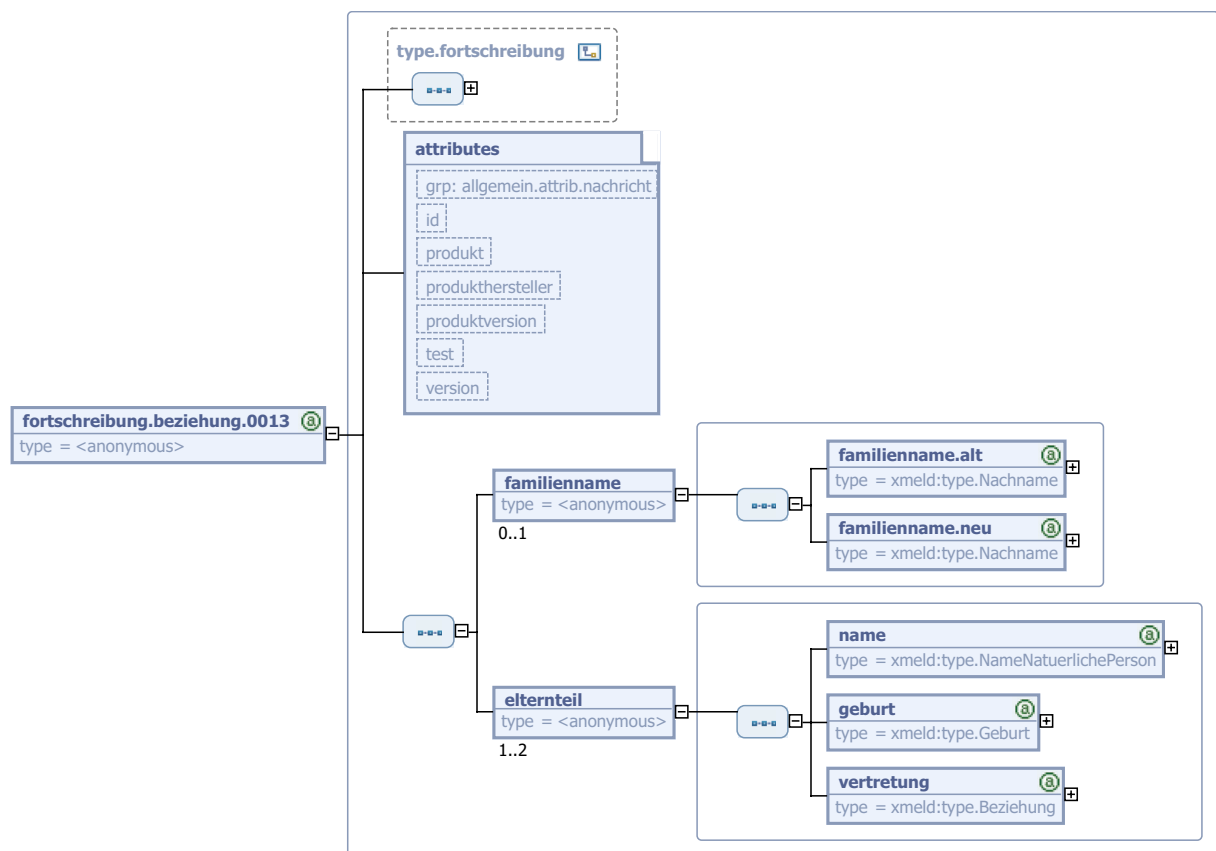 type.fortschreibung
attributes
grp: allgemein.attrib.nachricht
id
produkt
produkthersteller
produktversion
test
version
fortschreibung.beziehung.0013
type = <anonymous>
familienname
type = <anonymous>
0..1
familienname.alt
type = xmeld:type.Nachname
familienname.neu
type = xmeld:type.Nachname
elternteil
type = <anonymous>
1..2
name
type = xmeld:type.NameNatuerlichePerson
geburt
type = xmeld:type.Geburt
vertretung
type = xmeld:type.Beziehung